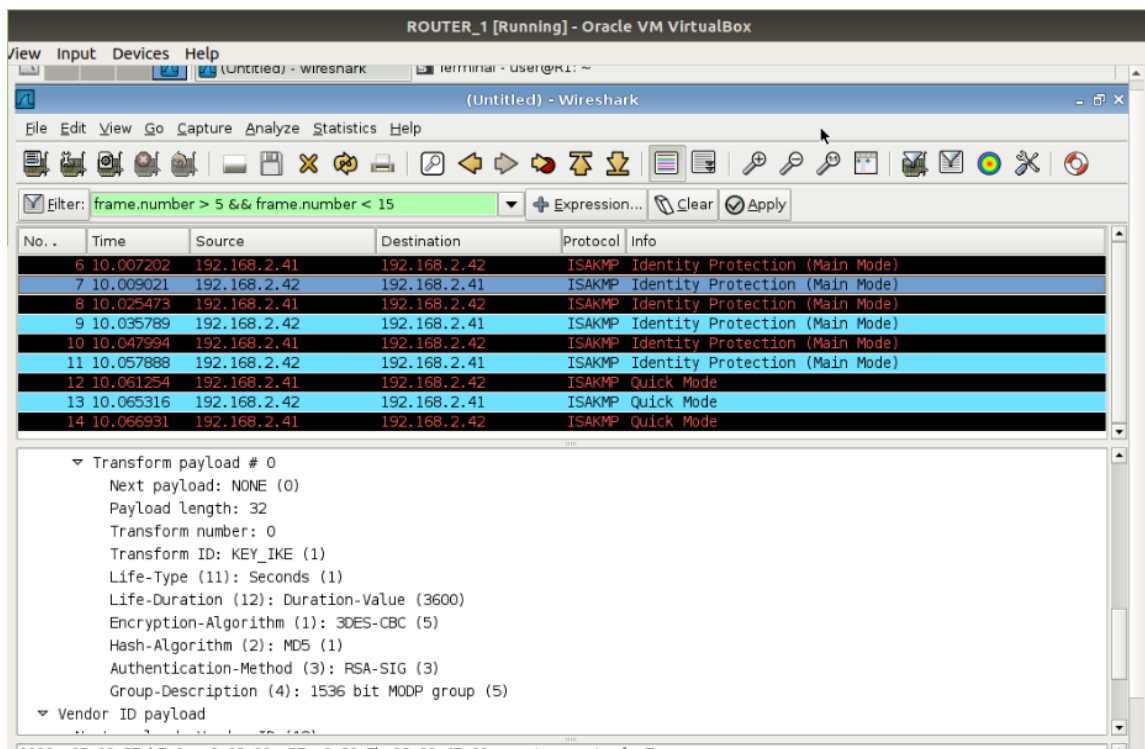 ROUTER_1 [Running] - Oracle VM VirtualBox
View Input Devices Help
(Untitled) - Wireshark Terminal - user@R1: ~
(Untitled) - Wireshark
File Edit View Go Capture Analyze Statistics Help
Filter: frame.number > 5 && frame.number < 15 Expression... Clear Apply
No. . Time Source Destination Protocol Info
6 10.007202 192.168.2.41 192.168.2.42 ISAKMP Identity Protection (Main Mode)
7 10.009021 192.168.2.42 192.168.2.41 ISAKMP Identity Protection (Main Mode)
8 10.025473 192.168.2.41 192.168.2.42 ISAKMP Identity Protection (Main Mode)
9 10.035789 192.168.2.42 192.168.2.41 ISAKMP Identity Protection (Main Mode)
10 10.047994 192.168.2.41 192.168.2.42 ISAKMP Identity Protection (Main Mode)
11 10.057888 192.168.2.42 192.168.2.41 ISAKMP Identity Protection (Main Mode)
12 10.061254 192.168.2.41 192.168.2.42 ISAKMP Quick Mode
13 10.065316 192.168.2.42 192.168.2.41 ISAKMP Quick Mode
14 10.066931 192.168.2.41 192.168.2.42 ISAKMP Quick Mode
Transform payload # 0
Next payload: NONE (0)
Payload length: 32
Transform number: 0
Transform ID: KEY_IKE (1)
Life-Type (11): Seconds (1)
Life-Duration (12): Duration-Value (3600)
Encryption-Algorithm (1): 3DES-CBC (5)
Hash-Algorithm (2): MD5 (1)
Authentication-Method (3): RSA-SIG (3)
Group-Description (4): 1536 bit MODP group (5)
Vendor ID payload